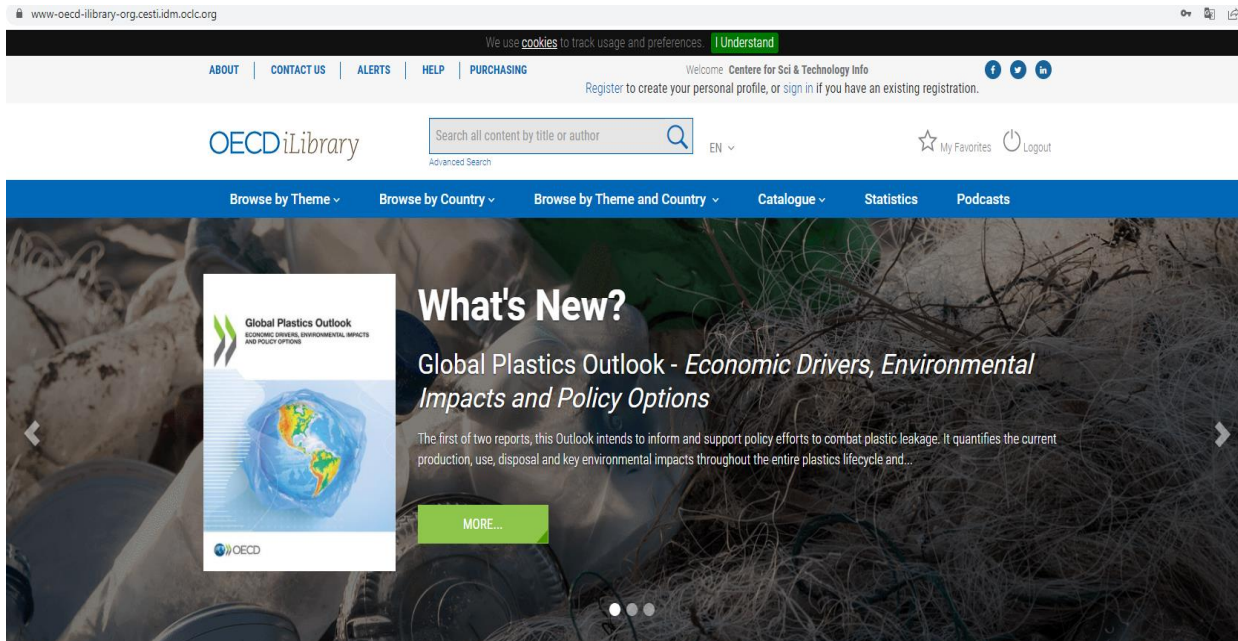 www-oecd-ilibrary-org.cesti.idm.oclc.org
We use cookies to track usage and preferences. I Understand
ABOUT CONTACT US ALERTS HELP PURCHASING
Welcome Centere for Sci & Technology Info
Register to create your personal profile, or sign in if you have an existing registration.
OECD iLibrary
Search all content by title or author
EN
My Favorites Logout
Advanced Search
Browse by Theme Browse by Country Browse by Theme and Country Catalogue Statistics Podcasts
Global Plastics Outlook
ECONOMIC DRIVERS, ENVIRONMENTAL IMPACTS
AND POLICY OPTIONS
OECD
What's New?
Global Plastics Outlook - Economic Drivers, Environmental
Impacts and Policy Options
The first of two reports, this Outlook intends to inform and support policy efforts to combat plastic leakage. It quantifies the current
production, use, disposal and key environmental impacts throughout the entire plastics lifecycle and...
MORE...